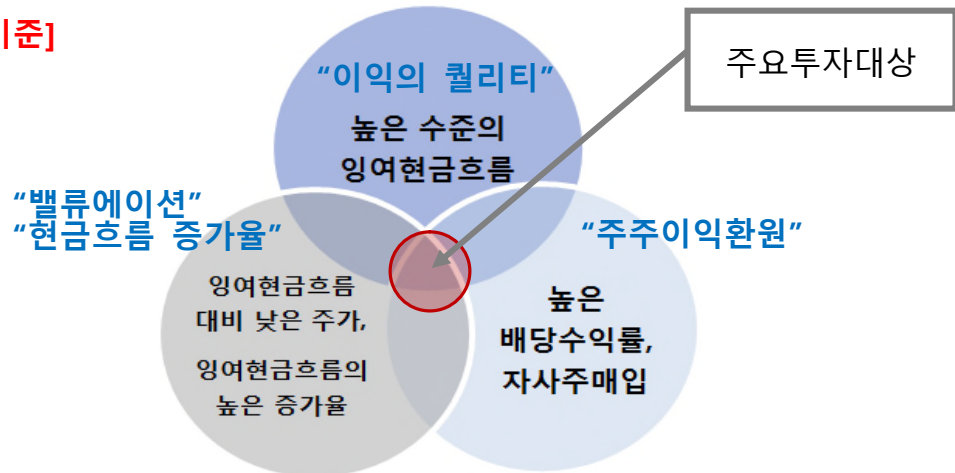 기준]
주요투자대상
“이익의 퀄리티”
높은 수준의
잉여현금흐름
“밸류에이션”
“현금흐름 증가율”
잉여현금흐름
대비 낮은 주가,
잉여현금흐름의
높은 증가율
“주주이익환원”
높은
배당수익률,
자사주매입